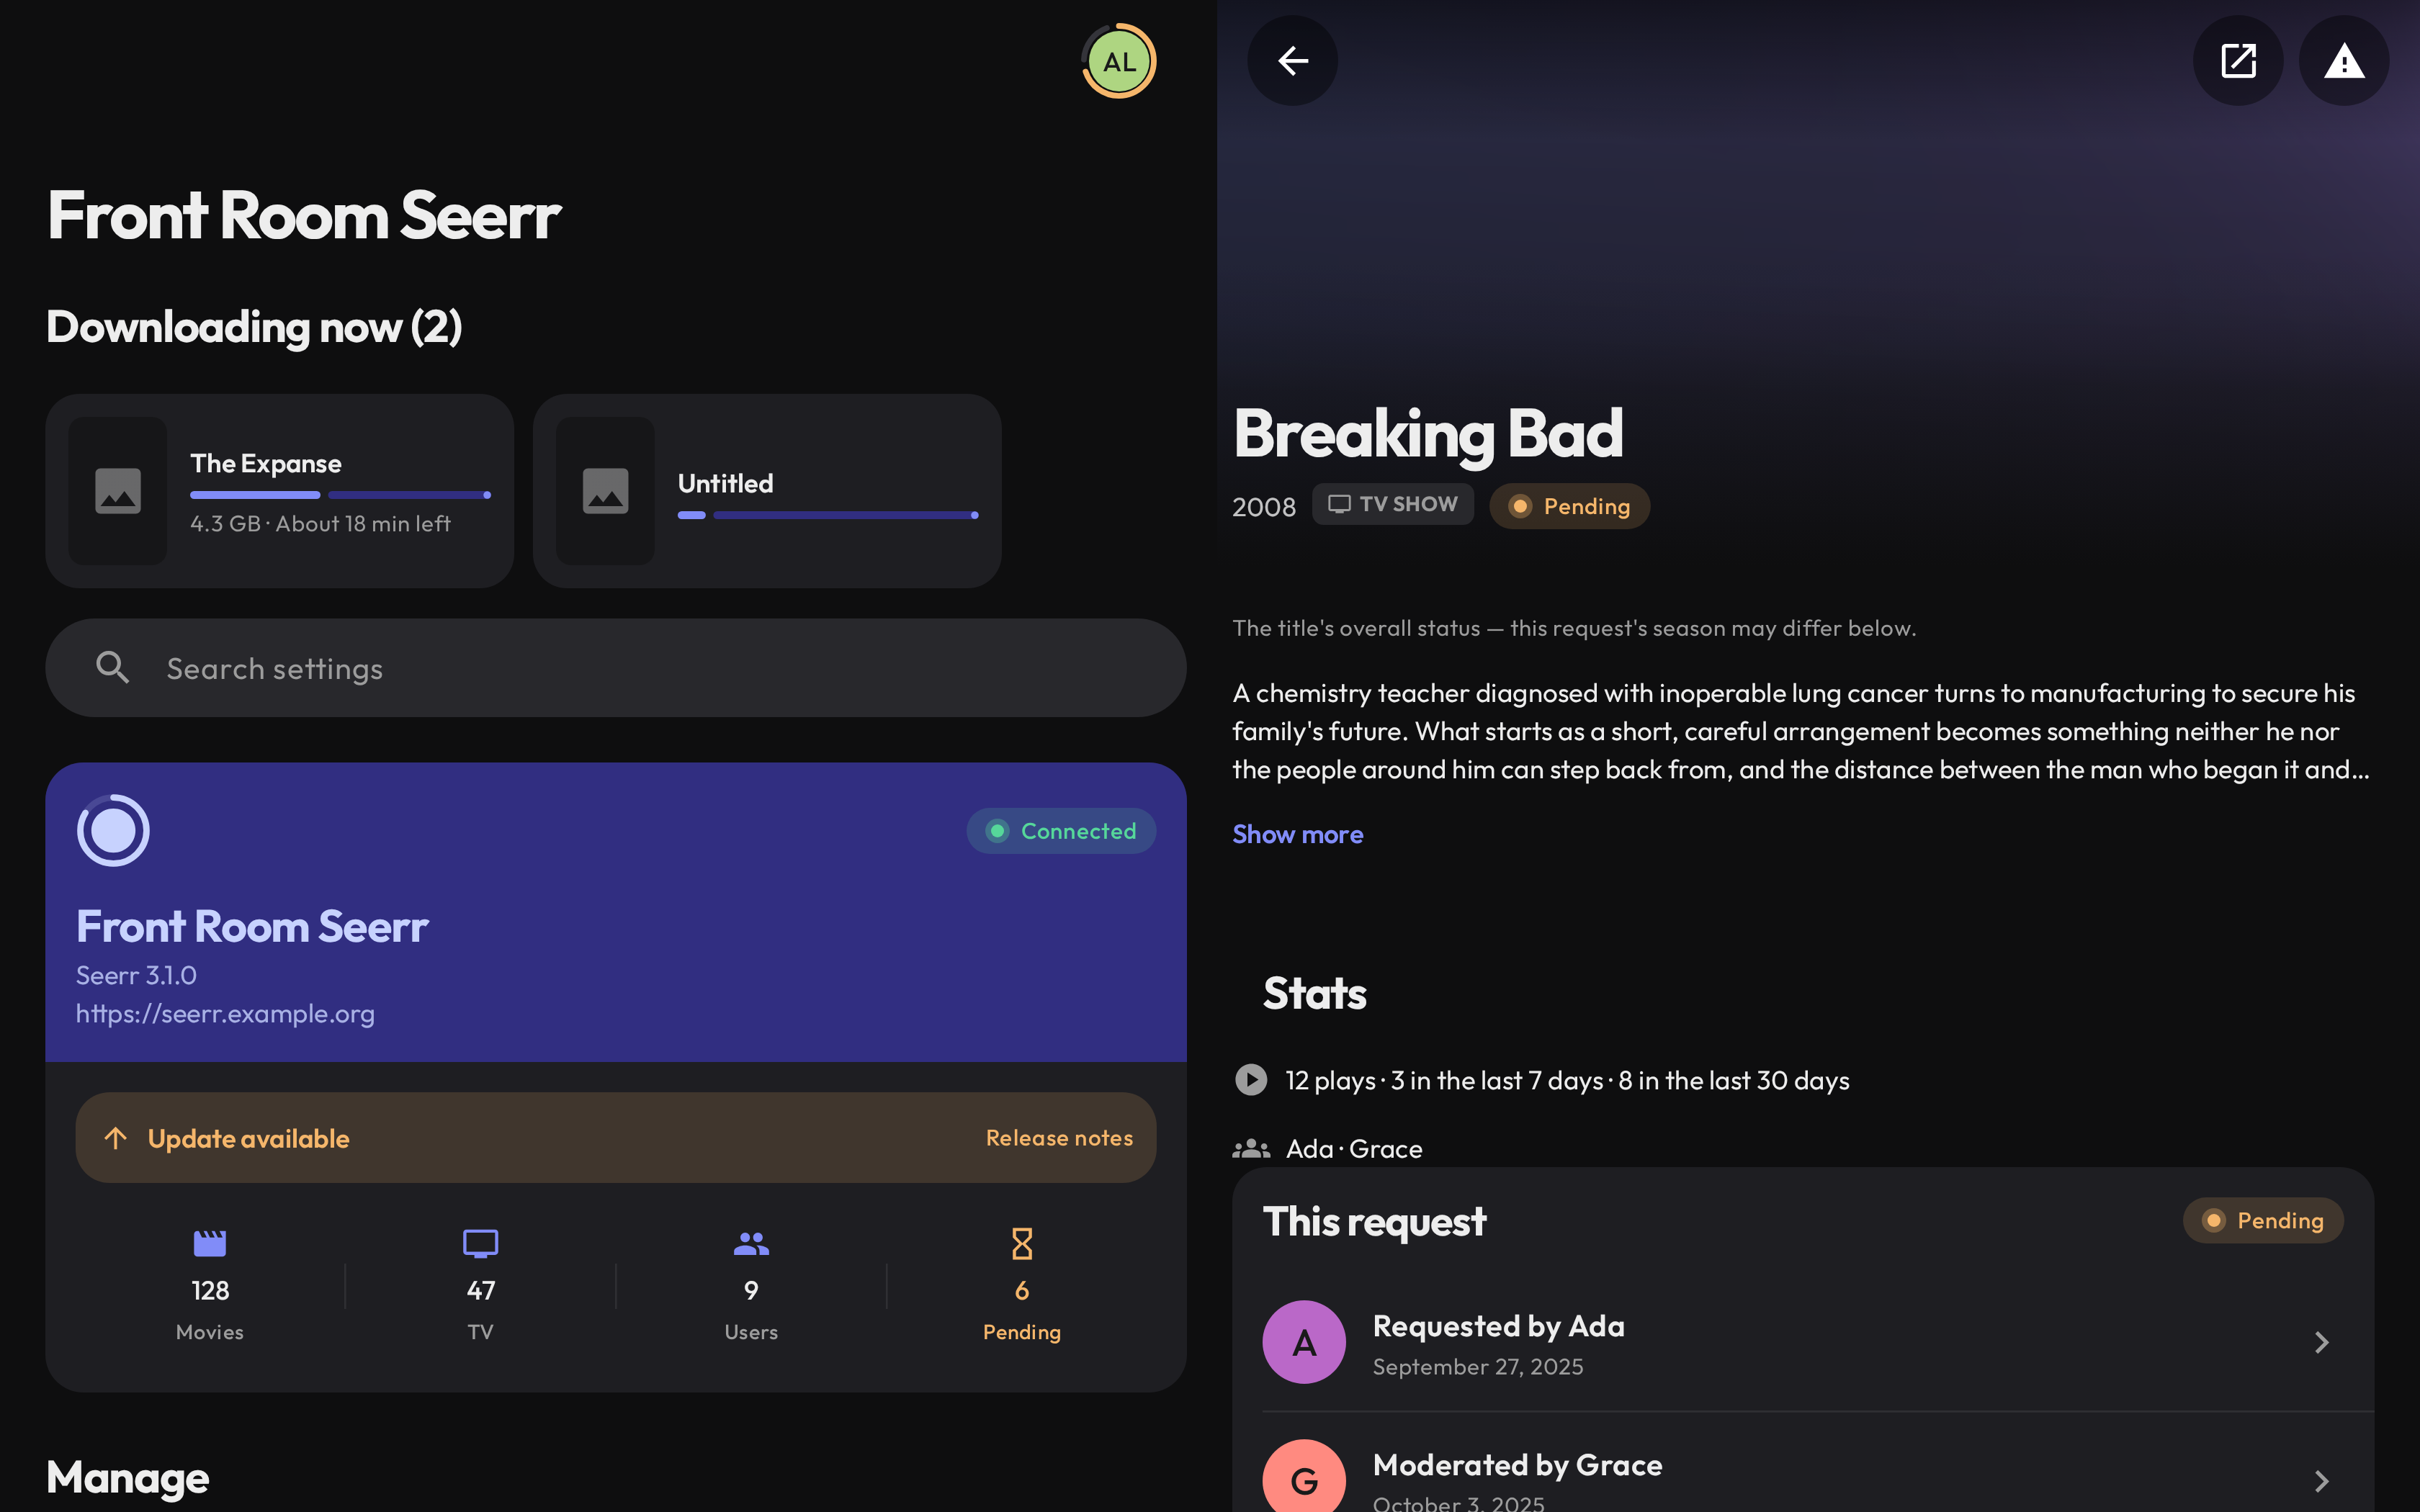 AL
Front Room Seerr
Downloading now (2)
The Expanse
4.3 GB · About 18 min left
Untitled
Search settings
Connected
Front Room Seerr
Seerr 3.1.0
https://seerr.example.org
Update available
Release notes
128
Movies
47
TV
9
Users
6
Pending
Manage
Breaking Bad
2008
TV SHOW
Pending
The title's overall status — this request's season may differ below.
A chemistry teacher diagnosed with inoperable lung cancer turns to manufacturing to secure his
family's future. What starts as a short, careful arrangement becomes something neither he nor
the people around him can step back from, and the distance between the man who began it and…
Show more
Stats
12 plays · 3 in the last 7 days · 8 in the last 30 days
Ada · Grace
This request
Pending
A
Requested by Ada
September 27, 2025
G
Moderated by Grace
October 3, 2025